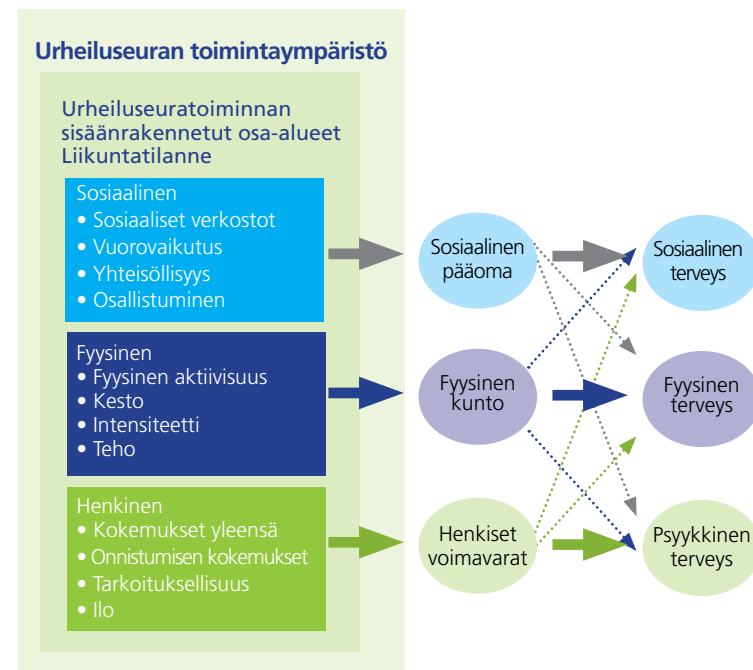 Urheiluseuran toimintaympäristö
Urheiluseuratoiminnan
sisäänrakennetut osa-alueet
Liikuntatilanne
Sosiaalinen
• Sosiaaliset verkostot
• Vuorovaikutus
• Yhteisöllisyys
• Osallistuminen
Sosiaalinen
pääoma
Sosiaalinen
terveys
Fyysinen
• Fyysinen aktiivisuus
• Kesto
• Intensiteetti
• Teho
Fyysinen
kunto
Fyysinen
terveys
Henkinen
• Kokemukset yleensä
• Onnistumisen kokemukset
• Tarkoituksellisuus
• Ilo
Henkiset
voimavarat
Psyykkinen
terveys